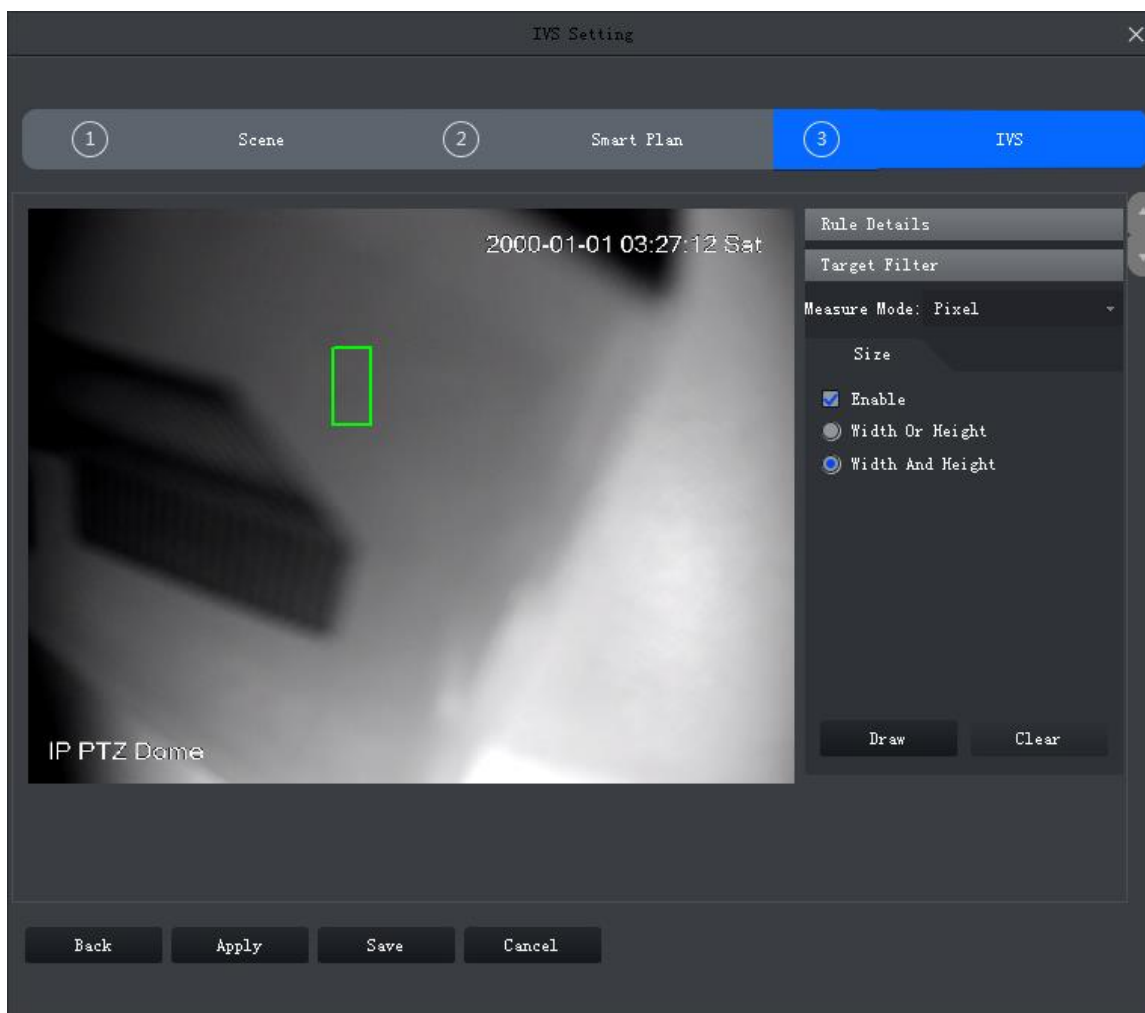 IVS Setting
1 Scene 2 Smart Plan 3 IVS
2000-01-01 03:27:12 Sat
Rule Details
Target Filter
Measure Mode: Pixel
Size
Enable
Width Or Height
Width And Height
Draw Clear
IP PTZ Dome
Back Apply Save Cancel